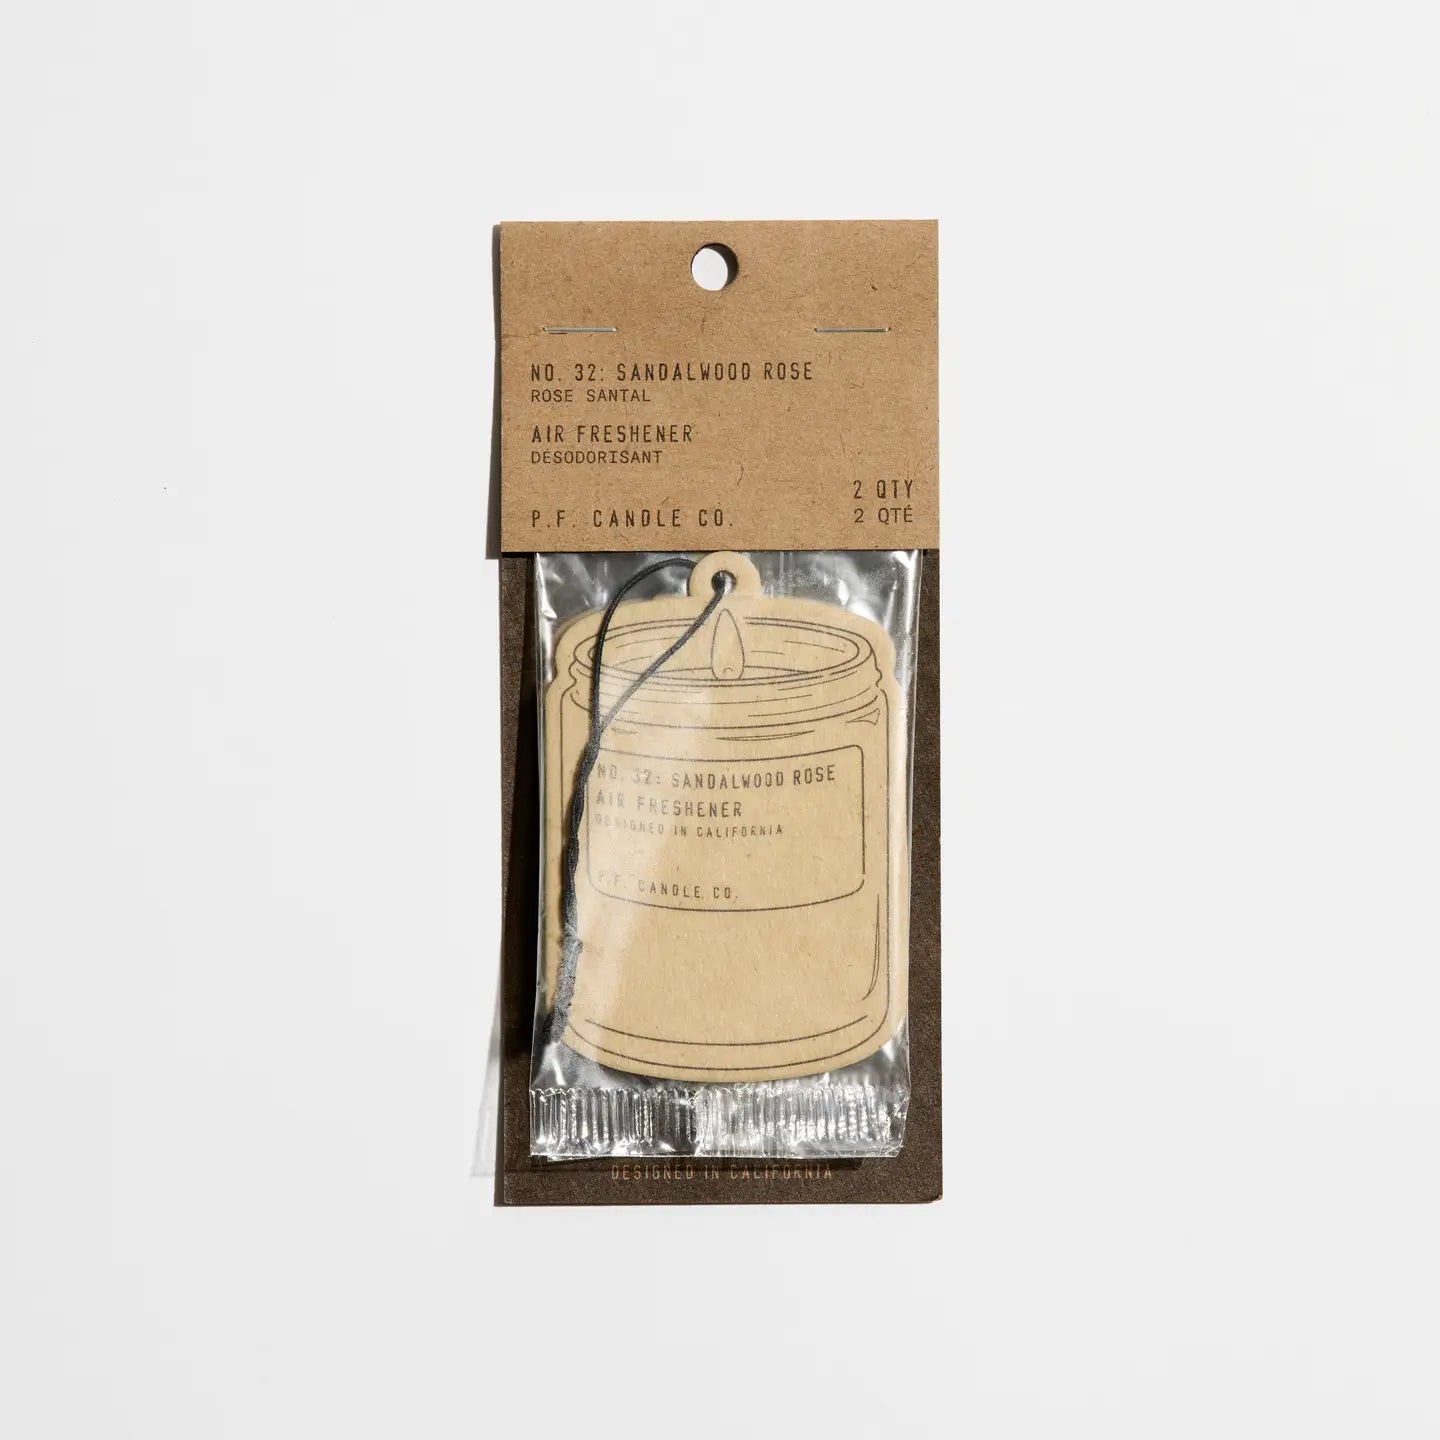 NO. 32: SANDALWOOD ROSE
ROSE SANTAL
AIR FRESHENER
DÉSODORISANT
2 QTY
P.F. CANDLE CO.
2 QTÉ
NO. 32: SANDALWOOD ROSE
AIR FRESHENER
DESIGNED IN CALIFORNIA
P.F. CANDLE CO.
DESIGNED IN CALIFORNIA